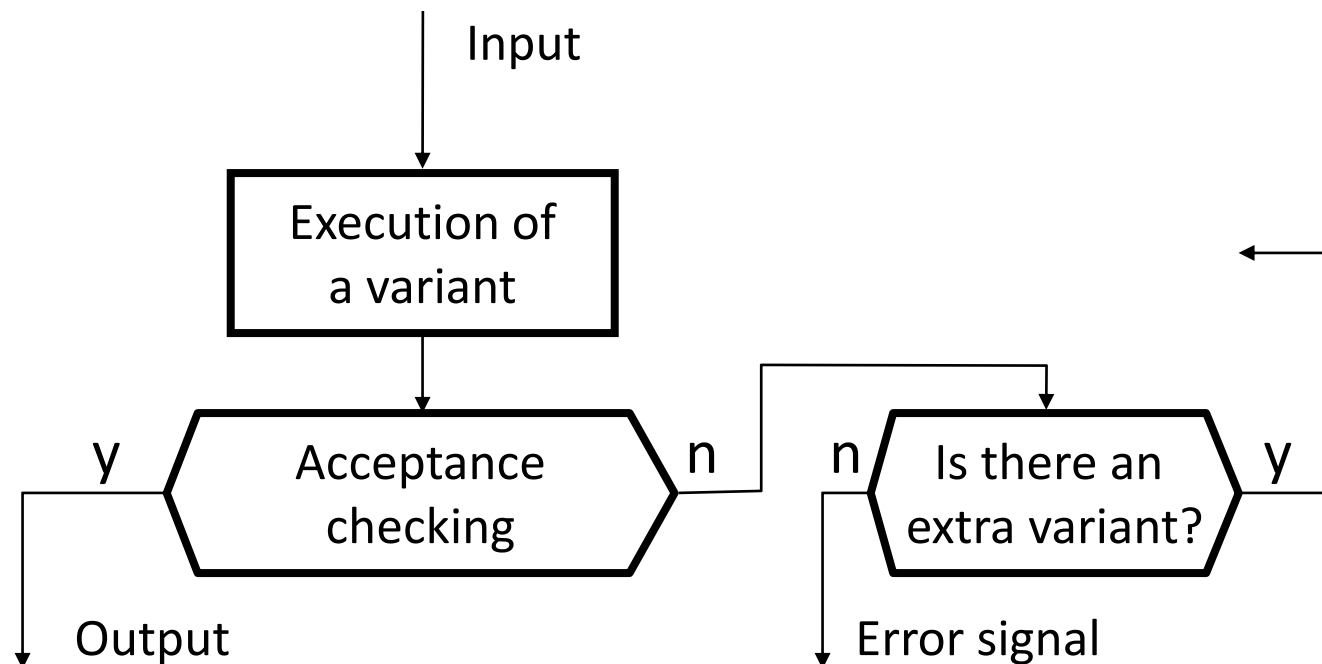 Input
Execution of
a variant
y
Acceptance
checking
n
n
Is there an
extra variant?
y
Output
Error signal